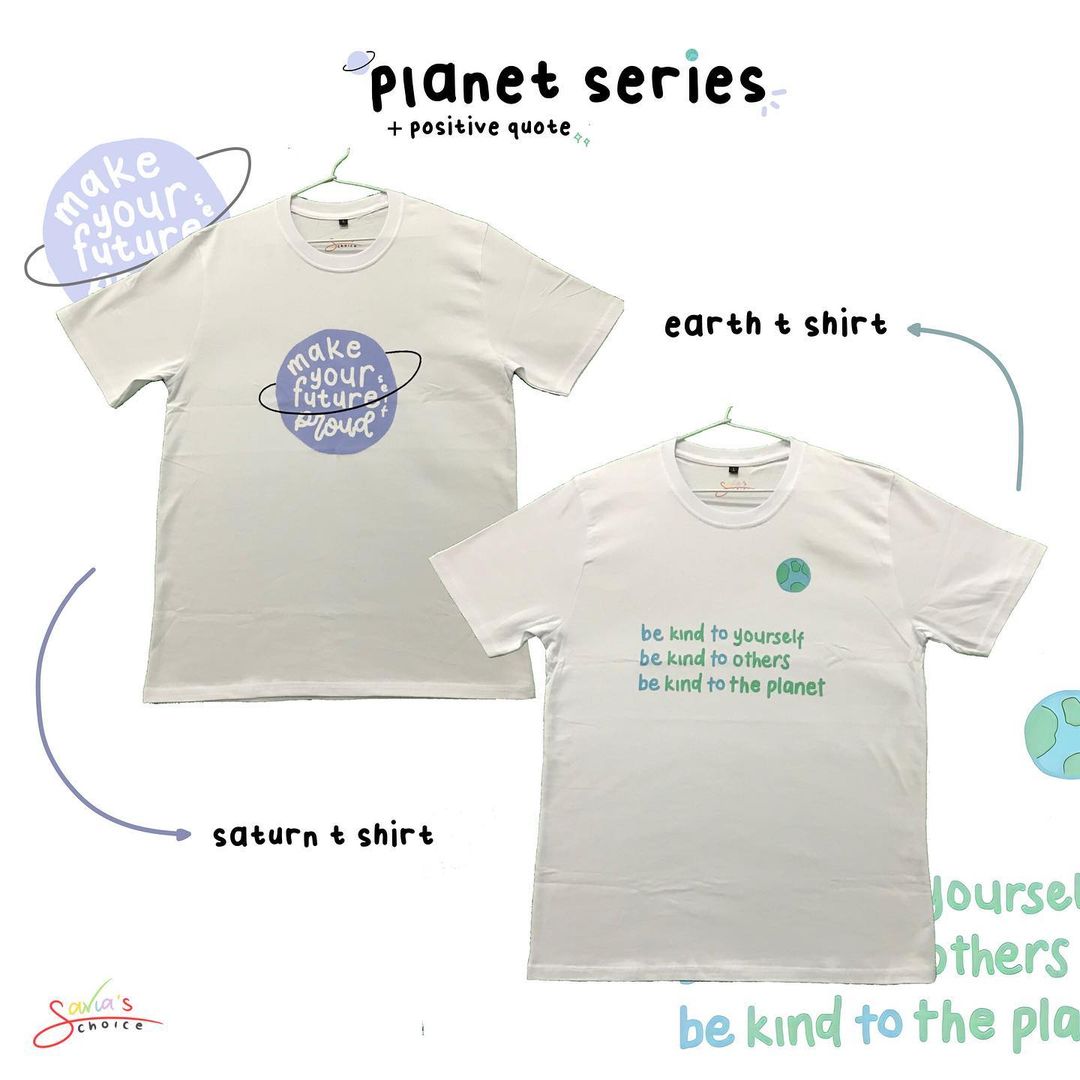 planet series
+ positive quote
make
your
future
se
make
your
future
proud
self
choice
earth t shirt
be kind to yourself
be kind to others
be kind to the planet
saturn t shirt
yoursel
others
be kind to the pla
Savia's
choice